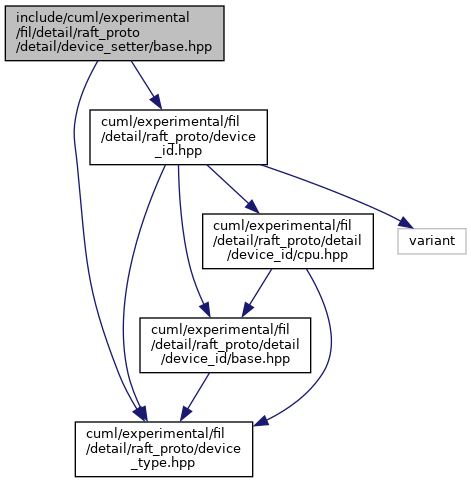 include/cuml/experimental
/fil/detail/raft_proto
/detail/device_setter/base.hpp
cuml/experimental/fil
/detail/raft_proto/device
_id.hpp
cuml/experimental/fil
/detail/raft_proto/detail
/device_id/cpu.hpp
variant
cuml/experimental/fil
/detail/raft_proto/detail
/device_id/base.hpp
cuml/experimental/fil
/detail/raft_proto/device
_type.hpp